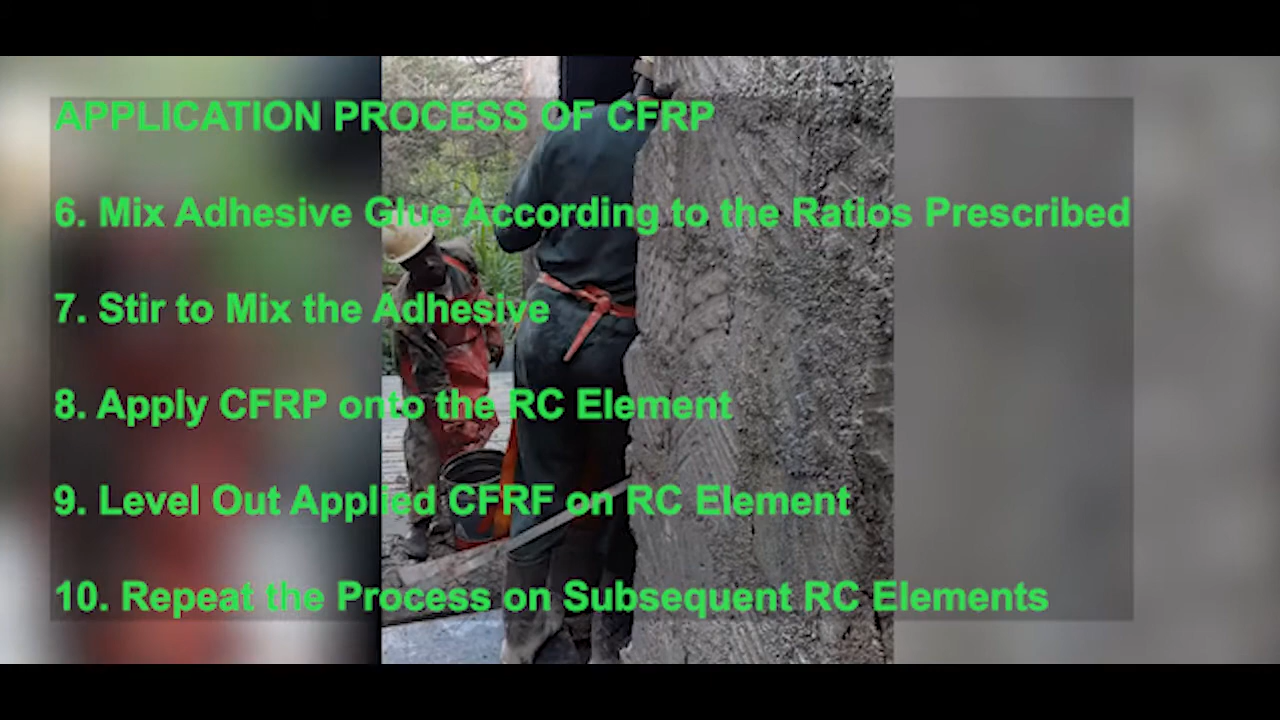 APPLICATION PROCESS OF CFRP
6. Mix Adhesive Glue According to the Ratios Prescribed
7. Stir to Mix the Adhesive
8. Apply CFRP onto the RC Element
9. Level Out Applied CFRF on RC Element
10. Repeat the Process on Subsequent RC Elements